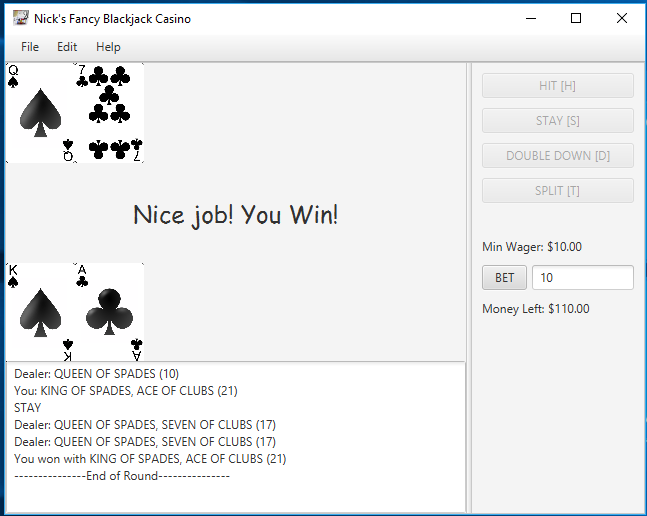 Nick's Fancy Blackjack Casino
File Edit Help
Q 7
Q 7
HIT [H]
STAY [S]
DOUBLE DOWN [D]
SPLIT [T]
Nice job! You Win!
Min Wager: $10.00
BET 10
Money Left: $110.00
K A
K A
Dealer: QUEEN OF SPADES (10)
You: KING OF SPADES, ACE OF CLUBS (21)
STAY
Dealer: QUEEN OF SPADES, SEVEN OF CLUBS (17)
Dealer: QUEEN OF SPADES, SEVEN OF CLUBS (17)
You won with KING OF SPADES, ACE OF CLUBS (21)
---------------End of Round---------------